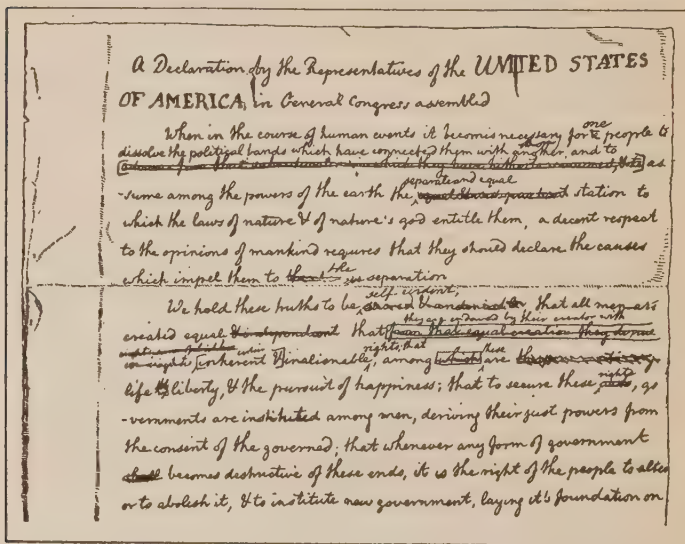 A Declaration by the Representatives of the UNITED STATES
OF AMERICA, in General Congress assembled
When in the course of human events it becomes necessary for one people to
dissolve the political bands which have connected them with another, and to as
-sume among the powers of the earth the separate and equal station to
which the laws of nature & of nature's god entitle them, a decent respect
to the opinions of mankind requires that they should declare the causes
which impel them to the separation
We hold these truths to be self evident, that all men are
created equal that they are endowed by their creator with
inherent & inalienable rights, that among these are
life liberty, & the pursuit of happiness; that to secure these rights, go
-vernments are instituted among men, deriving their just powers from
the consent of the governed; that whenever any form of government
becomes destructive of these ends, it is the right of the people to alter
or to abolish it, & to institute new government, laying it's foundation on